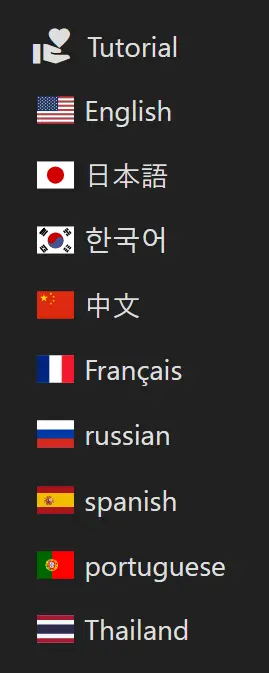 Tutorial
English
日本語
한국어
中文
Français
russian
spanish
portuguese
Thailand